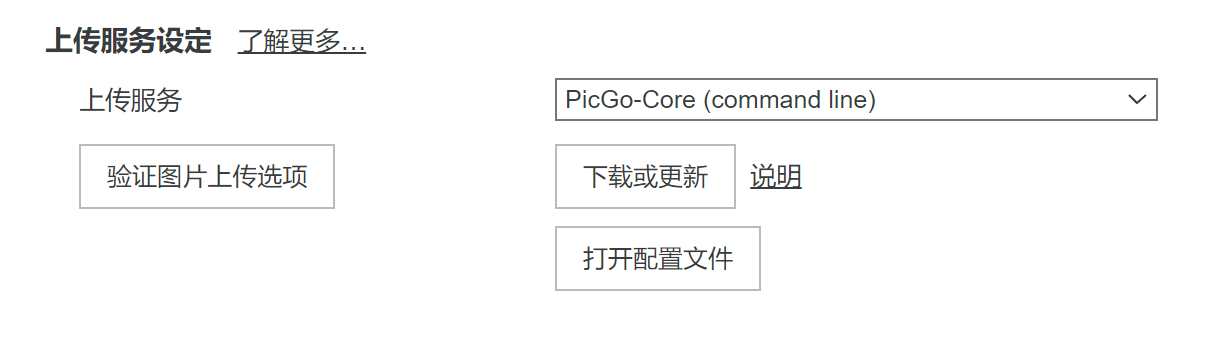 上传服务设定 了解更多...
上传服务 PicGo-Core (command line)
验证图片上传选项 下载或更新 说明
打开配置文件